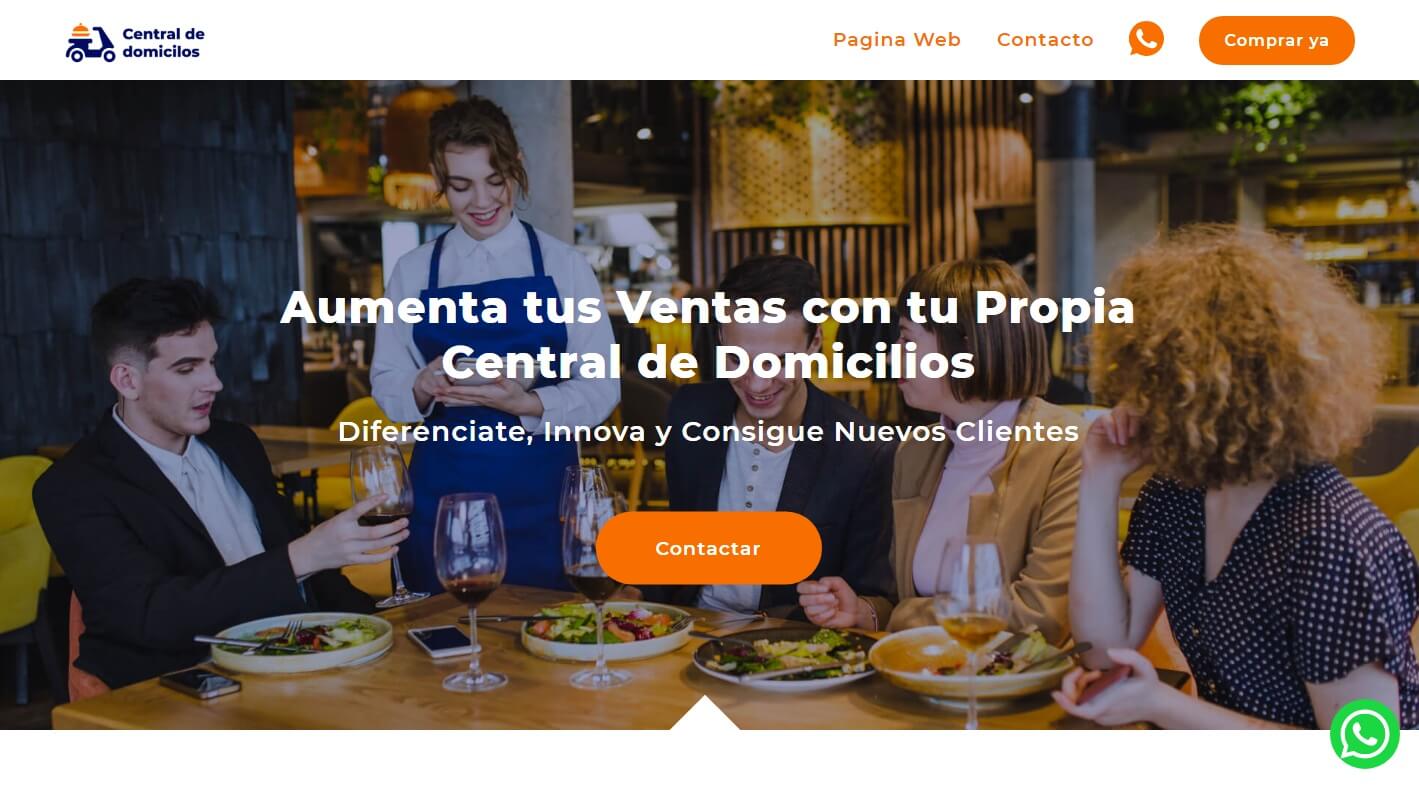 Central de
domicilos
Pagina Web
Contacto
Comprar ya
Aumenta tus Ventas con tu Propia
Central de Domicilios
Diferenciate, Innova y Consigue Nuevos Clientes
Contactar